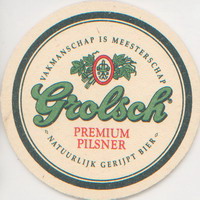 VAKMANSCHAP IS MEESTERSCHAP
Grolsch
PREMIUM
PILSNER
NATUURLIJK GERIJPT BIER